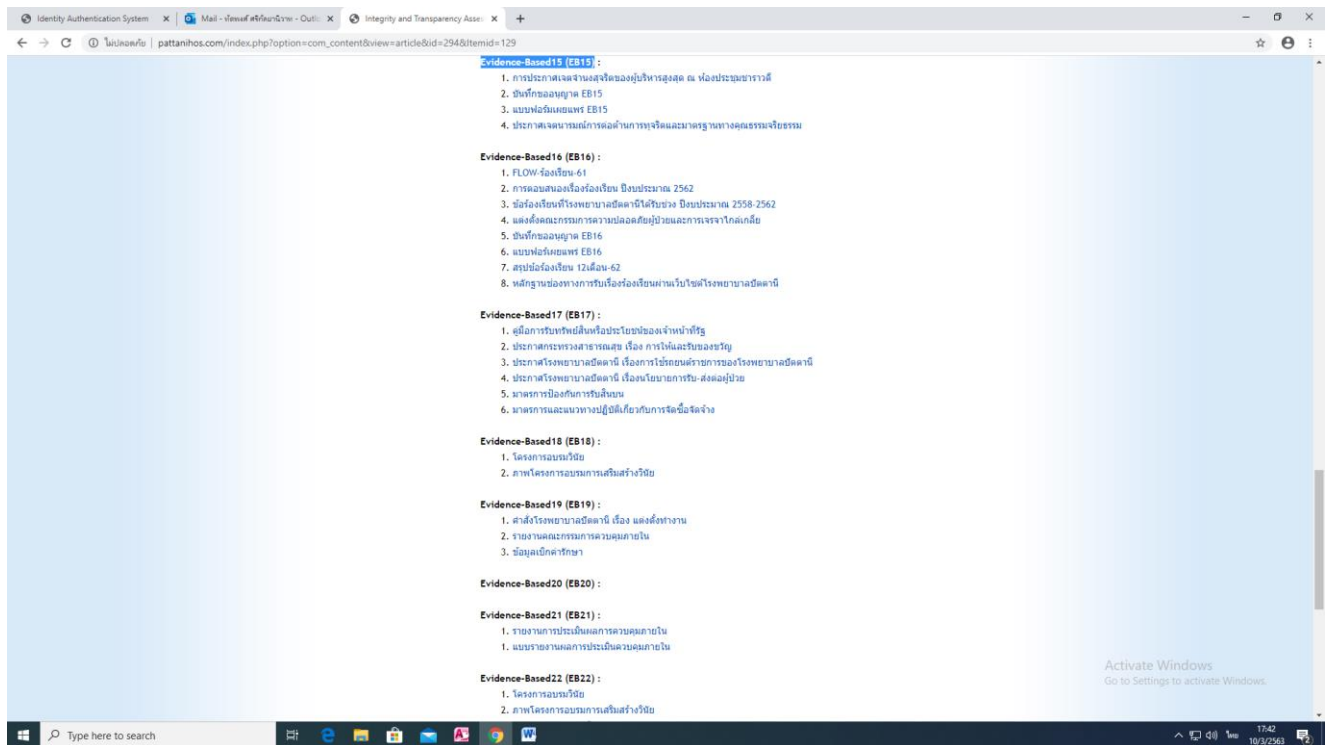 Identity Authentication System
Integrity and Transparency Asse
ไม่ปลอดภัย | pattanihos.com/index.php?option=com_content&view=article&id=294&Itemid=129
Evidence-Based15 (EB15) :
1. การประกาศเจตจำนงสุจริตของผู้บริหารสูงสุด ณ ห้องประชุมชาราวดี
2. บันทึกขออนุญาต EB15
3. แบบฟอร์มเผยแพร่ EB15
4. ประกาศเจตนารมณ์การต่อต้านการทุจริตและมาตรฐานทางคุณธรรมจริยธรรม
Evidence-Based16 (EB16) :
1. FLOW-ร้องเรียน-61
2. การตอบสนองเรื่องร้องเรียน ปีงบประมาณ 2562
3. ข้อร้องเรียนที่โรงพยาบาลปัตตานีได้รับช่วง ปีงบประมาณ 2558-2562
4. แต่งตั้งคณะกรรมการความปลอดภัยผู้ป่วยและการเจรจาไกล่เกลี่ย
5. บันทึกขออนุญาต EB16
6. แบบฟอร์เผยแพร่ EB16
7. สรุปข้อร้องเรียน 12เดือน-62
8. หลักฐานช่องทางการรับเรื่องร้องเรียนผ่านเว็บไซต์โรงพยาบาลปัตตานี
Evidence-Based17 (EB17) :
1. คู่มือการรับทรัพย์สินหรือประโยชน์ของเจ้าหน้าที่รัฐ
2. ประกาศกระทรวงสาธารณสุข เรื่อง การให้และรับของขวัญ
3. ประกาศโรงพยาบาลปัตตานี เรื่องการใช้รถยนต์ราชการของโรงพยาบาลปัตตานี
4. ประกาศโรงพยาบาลปัตตานี เรื่องนโยบายการรับ-ส่งต่อผู้ป่วย
5. มาตรการป้องกันการรับสินบน
6. มาตรการและแนวทางปฏิบัติเกี่ยวกับการจัดซื้อจัดจ้าง
Evidence-Based18 (EB18) :
1. โครงการอบรมวินัย
2. ภาพโครงการอบรมการเสริมสร้างวินัย
Evidence-Based19 (EB19) :
1. คำสั่งโรงพยาบาลปัตตานี เรื่อง แต่งตั้งทำงาน
2. รายงานคณะกรรมการควบคุมภายใน
3. ข้อมูลเบิกค่ารักษา
Evidence-Based20 (EB20) :
Evidence-Based21 (EB21) :
1. รายงานการประเมินผลการควบคุมภายใน
1. แบบรายงานผลการประเมินควบคุมภายใน
Evidence-Based22 (EB22) :
1. โครงการอบรมวินัย
2. ภาพโครงการอบรมการเสริมสร้างวินัย
Activate Windows
Go to Settings to activate Windows.
Type here to search
ไทย
17:42
10/3/2563